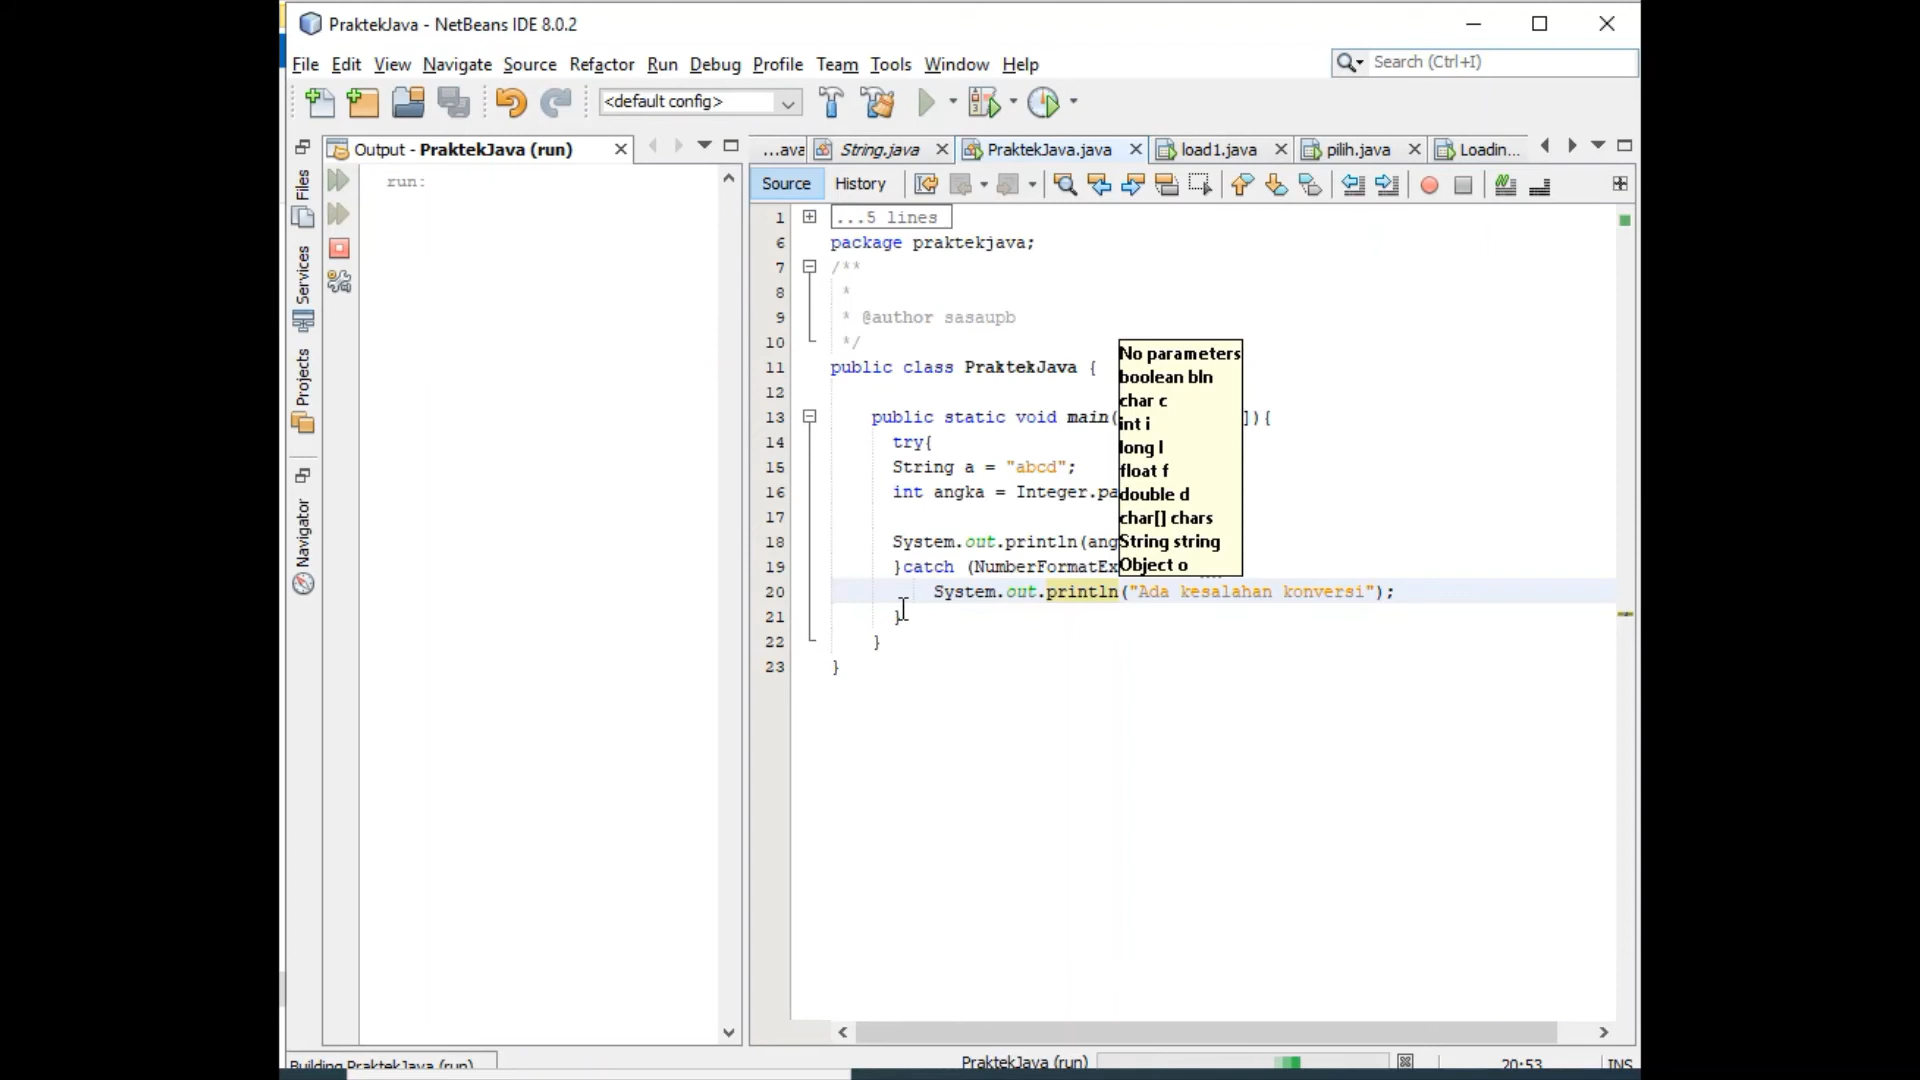 PraktekJava - NetBeans IDE 8.0.2
File Edit View Navigate Source Refactor Run Debug Profile Team Tools Window Help
Search (Ctrl+I)
<default config>
Output - PraktekJava (run)
...ava String.java PraktekJava.java load1.java pilih.java Loadin...
Source History
Files
Services
Projects
Navigator
run:
1 ...5 lines
6 package praktekjava;
7 /**
8 *
9 * @author sasaupb
10 */
11 public class PraktekJava {
12
13 public static void main( ]){
14 try{
15 String a = "abcd";
16 int angka = Integer.pa
17
18 System.out.println(ang
19 }catch (NumberFormatEx
20 System.out.println("Ada kesalahan konversi");
21 }
22 }
23 }
No parameters
boolean bln
char c
int i
long l
float f
double d
char[] chars
String string
Object o
Building PraktekJava (run)...
PraktekJava (run)
20:53 INS